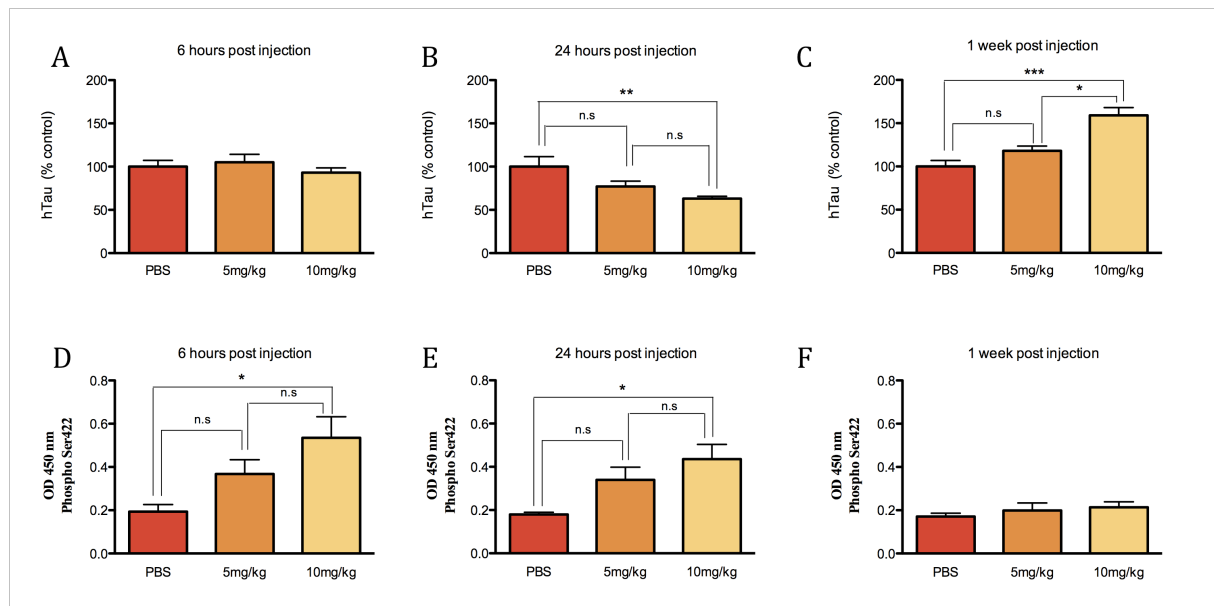 A
6 hours post injection
hTau (% control)
200
150
100
50
0
PBS
5mg/kg
10mg/kg
B
24 hours post injection
hTau (% control)
200
150
100
50
0
**
n.s
n.s
PBS
5mg/kg
10mg/kg
C
1 week post injection
hTau (% control)
200
150
100
50
0
***
*
n.s
PBS
5mg/kg
10mg/kg
D
6 hours post injection
OD 450 nm
Phospho Ser422
0.8
0.6
0.4
0.2
0.0
*
n.s
n.s
PBS
5mg/kg
10mg/kg
E
24 hours post injection
OD 450 nm
Phospho Ser422
0.8
0.6
0.4
0.2
0.0
*
n.s
n.s
PBS
5mg/kg
10mg/kg
F
1 week post injection
OD 450 nm
Phospho Ser422
0.8
0.6
0.4
0.2
0.0
PBS
5mg/kg
10mg/kg